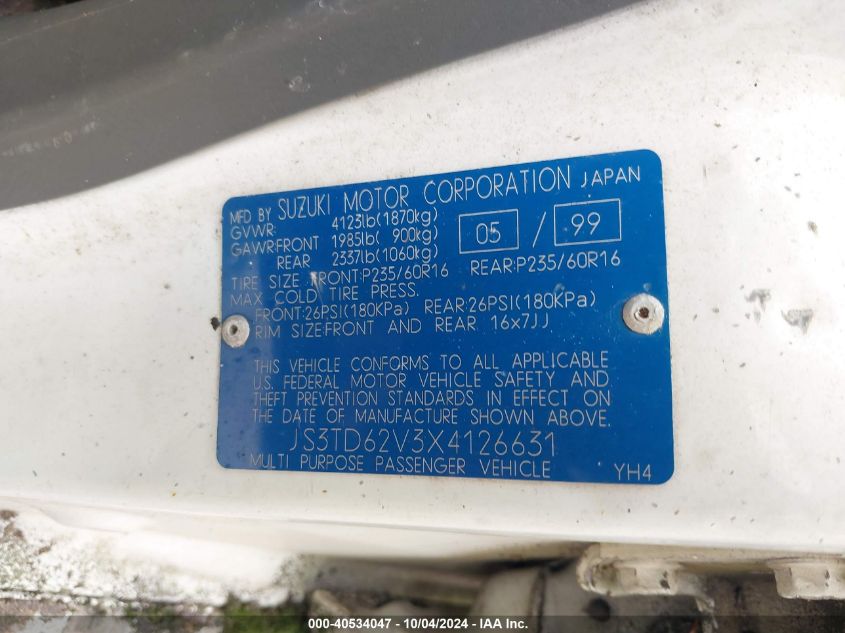 MFD BY SUZUKI MOTOR CORPORATION JAPAN
GVWR: 4123lb(1870kg)
GAWR:FRONT 1985lb( 900kg) 05 / 99
REAR 2337lb(1060kg)
TIRE SIZE FRONT:P235/60R16 REAR:P235/60R16
MAX COLD TIRE PRESS.
FRONT:26PSI(180KPa) REAR:26PSI(180KPa)
RIM SIZE:FRONT AND REAR 16x7JJ
THIS VEHICLE CONFORMS TO ALL APPLICABLE
U.S. FEDERAL MOTOR VEHICLE SAFETY AND
THEFT PREVENTION STANDARDS IN EFFECT ON
THE DATE OF MANUFACTURE SHOWN ABOVE.
JS3TD62V3X4126631
MULTI PURPOSE PASSENGER VEHICLE YH4
000-40534047 - 10/04/2024 - IAA Inc.